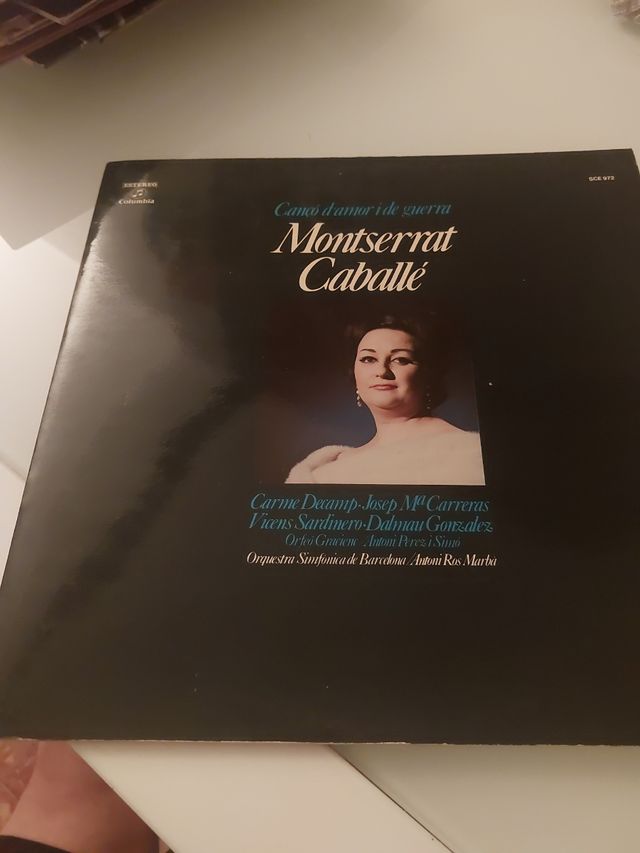 ESTEREO
Columbia
SCE 972
Cançó d'amor i de guerra
Montserrat
Caballé
Carme Decamp-Josep Mª Carreras
Vicens Sardinero-Dalmau Gonzalez
Orfeó Gracienc Antoni Perez i Simó
Orquestra Simfònica de Barcelona/Antoni Ros Marbà